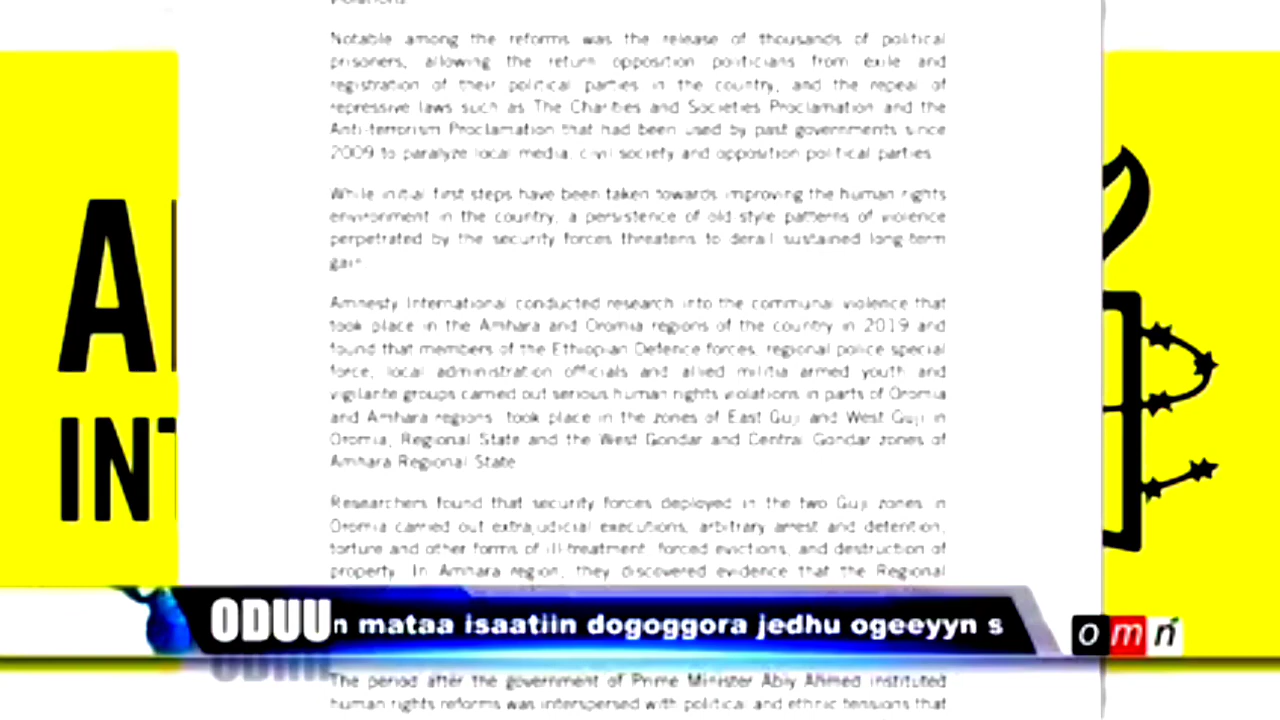 violations.
Notable among the reforms was the release of thousands of political
prisoners, allowing the return opposition politicians from exile and
registration of their political parties in the country, and the repeal of
repressive laws such as The Charities and Societies Proclamation and the
Anti-terrorism Proclamation that had been used by past governments since
2009 to paralyze local media, civil society and opposition political parties.
While initial first steps have been taken towards improving the human rights
environment in the country, a persistence of old-style patterns of violence
perpetrated by the security forces threatens to derail sustained long-term
gain.
Amnesty International conducted research into the communal violence that
took place in the Amhara and Oromia regions of the country in 2019 and
found that members of the Ethiopian Defence forces, regional police special
force, local administration officials and allied militia armed youth and
vigilante groups carried out serious human rights violations in parts of Oromia
and Amhara regions took place in the zones of East Guji and West Guji in
Oromia, Regional State and the West Gondar and Central Gondar zones of
Amhara Regional State.
Researchers found that security forces deployed in the two Guji zones in
Oromia carried out extrajudicial executions, arbitrary arrest and detention,
torture and other forms of ill-treatment, forced evictions, and destruction of
property. In Amhara region, they discovered evidence that the Regional
A
INT
ODUU
n mataa isaatiin dogoggora jedhu ogeeyyn s
omn
The period after the government of Prime Minister Abiy Ahmed instituted
human rights reforms was interspersed with political and ethnic tensions that